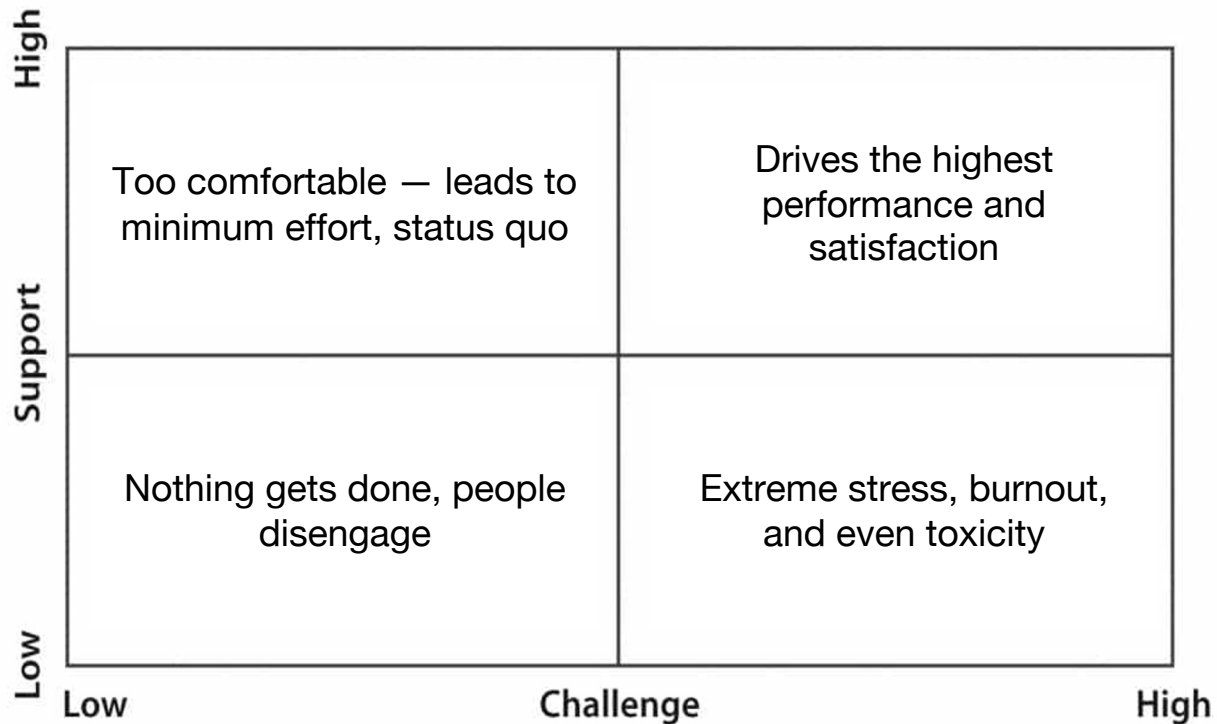 High
Too comfortable — leads to
minimum effort, status quo
Drives the highest
performance and
satisfaction
Support
Nothing gets done, people
disengage
Extreme stress, burnout,
and even toxicity
Low
Low
Challenge
High